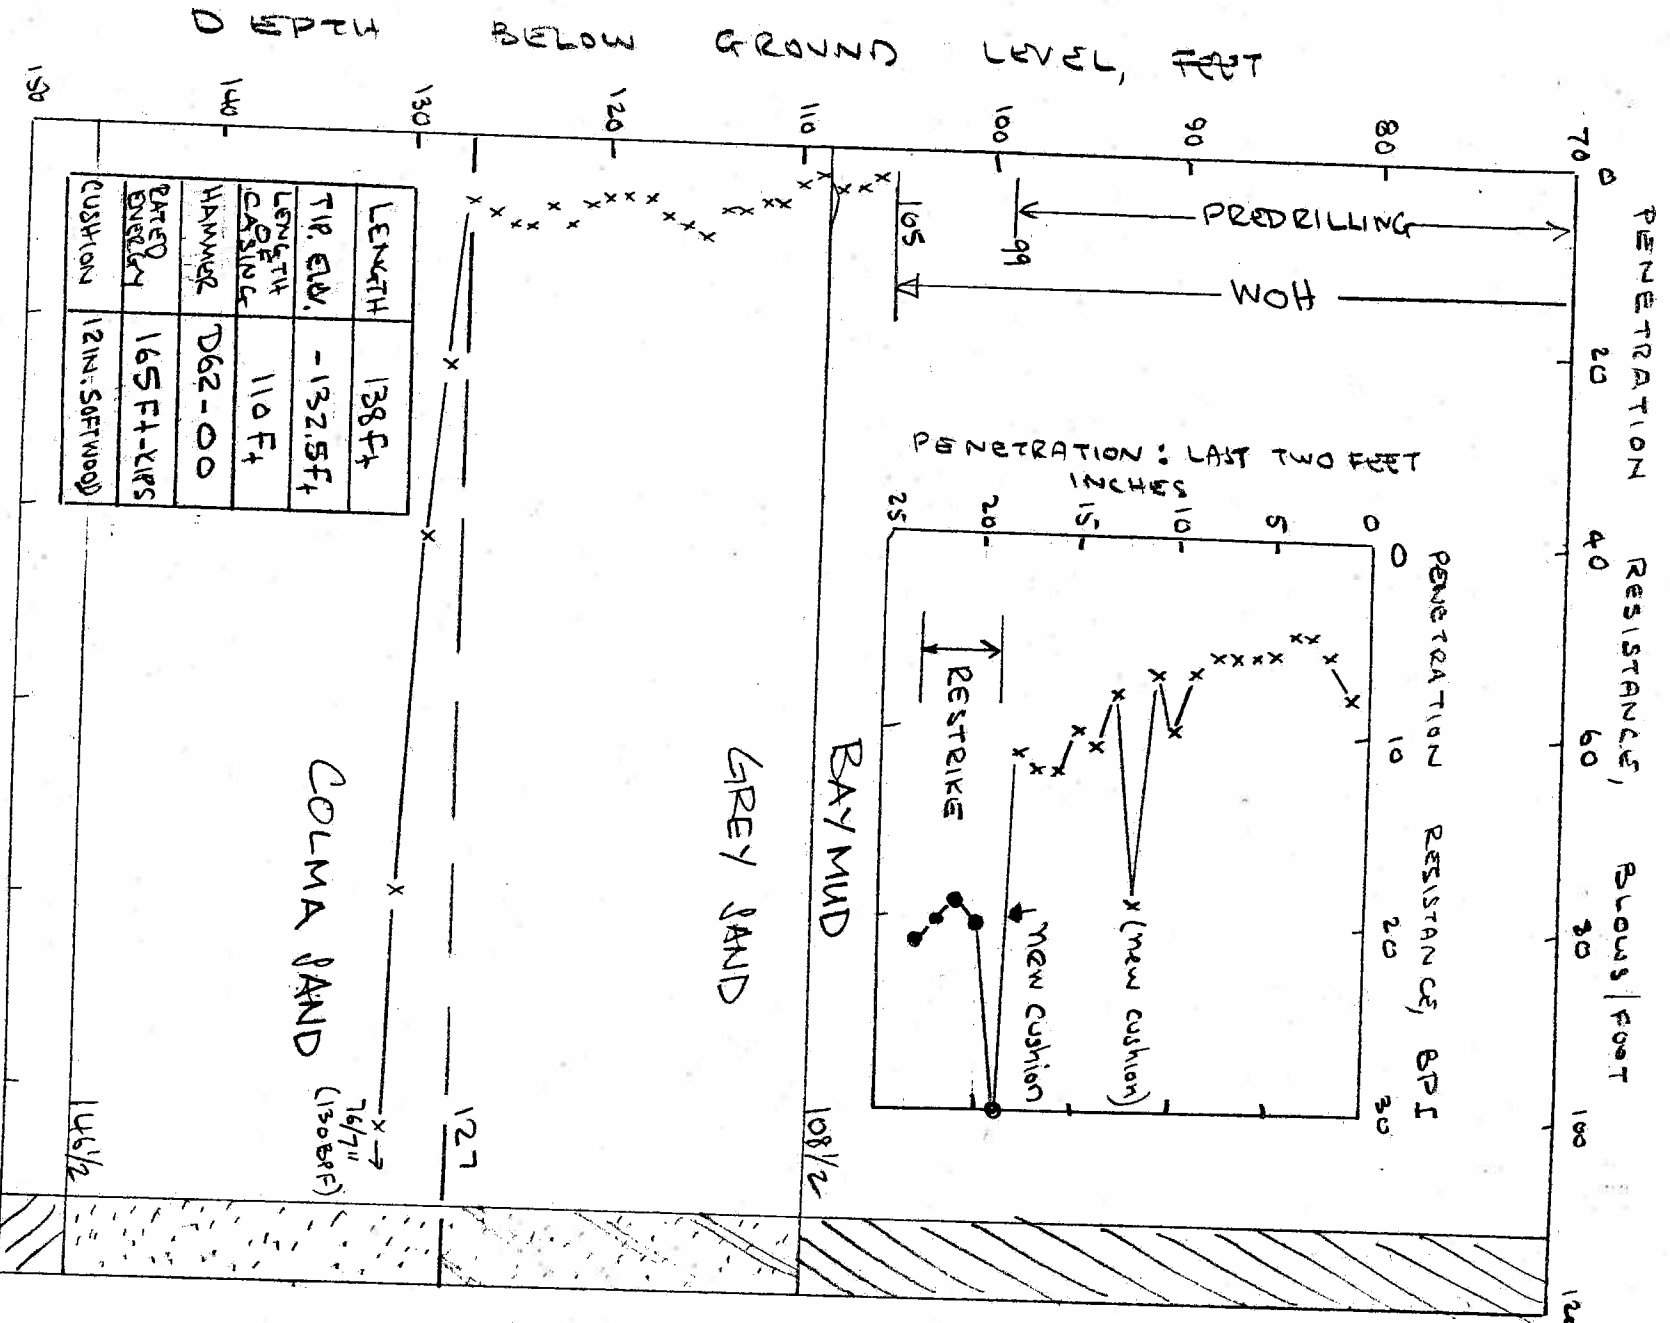 PENETRATION RESISTANCE, BLOWS/FOOT
0
20
40
60
80
100
DEPTH BELOW GROUND LEVEL, FEET
70
80
90
100
110
120
130
140
150
PREDRILLING
99
WOH
105
PENETRATION RESISTANCE, BPI
0
10
20
30
PENETRATION: LAST TWO FEET
INCHES
0
5
10
15
20
25
x (new cushion)
new cushion
RESTRIKE
BAY MUD
108 1/2
GREY SAND
127
COLMA SAND
76/7"
(130BPF)
146 1/2
LENGTH 138 ft
TIP. ELEV. -132.5 Ft
LENGTH OF CASING 110 Ft
HAMMER D62-00
RATED ENERGY 165 Ft-KIPS
CUSHION 12IN. SOFTWOOD